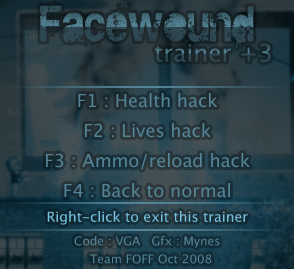 Facewound
trainer +3
F1 : Health hack
F2 : Lives hack
F3 : Ammo/reload hack
F4 : Back to normal
Right-click to exit this trainer
Code : VGA Gfx : Mynes
Team FOFF Oct 2008